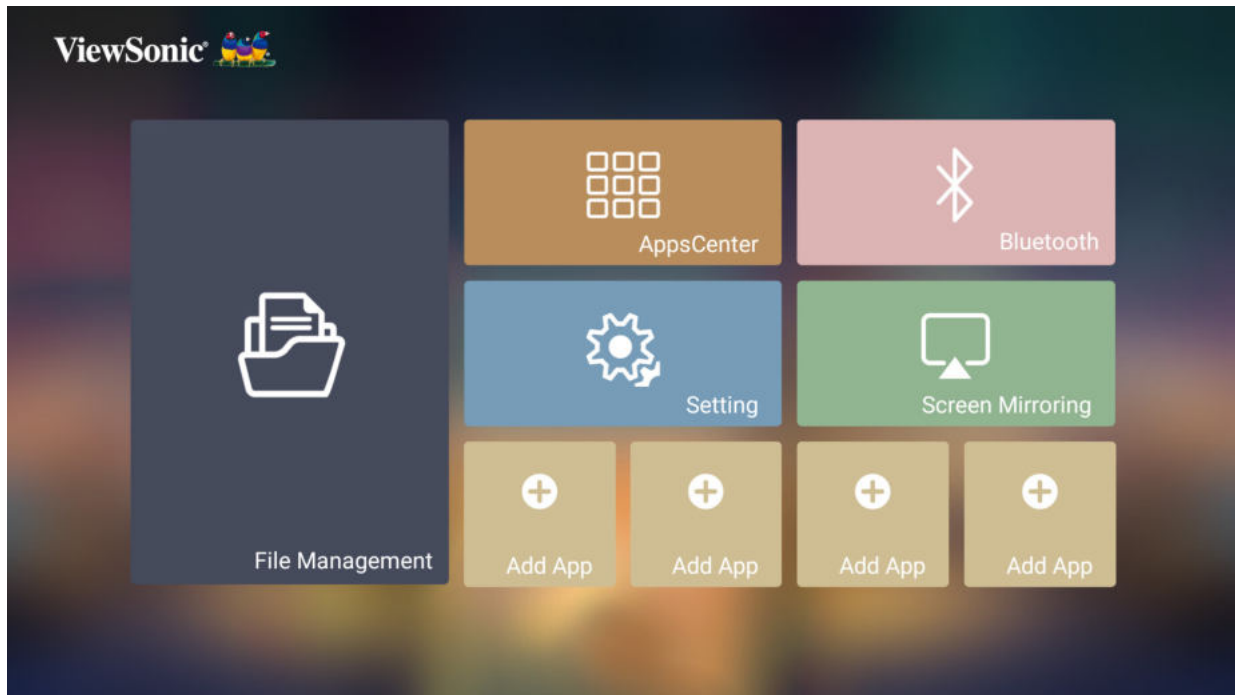 ViewSonic®
AppsCenter
Bluetooth
Setting
Screen Mirroring
File Management
Add App
Add App
Add App
Add App